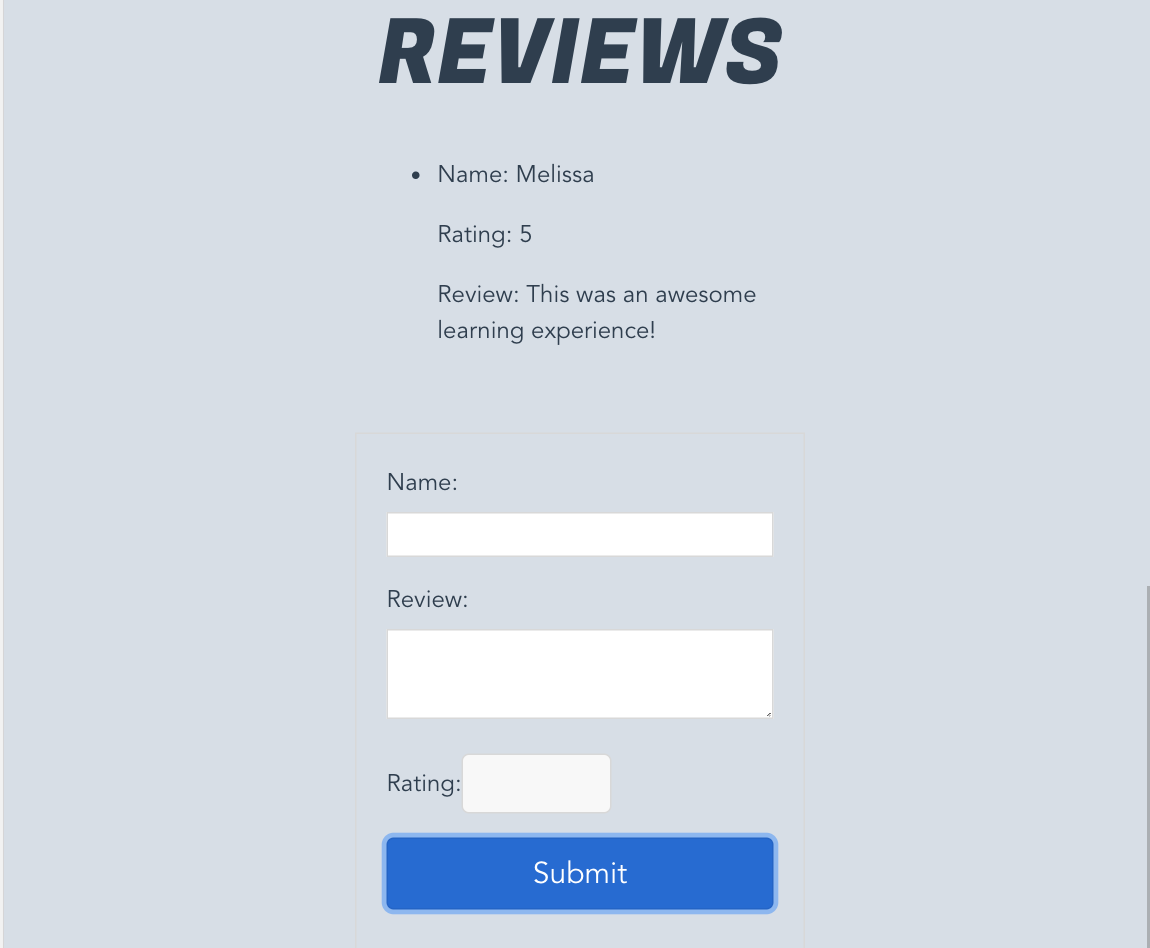 REVIEWS
• Name: Melissa
Rating: 5
Review: This was an awesome
learning experience!
Name:
Review:
Rating:
Submit